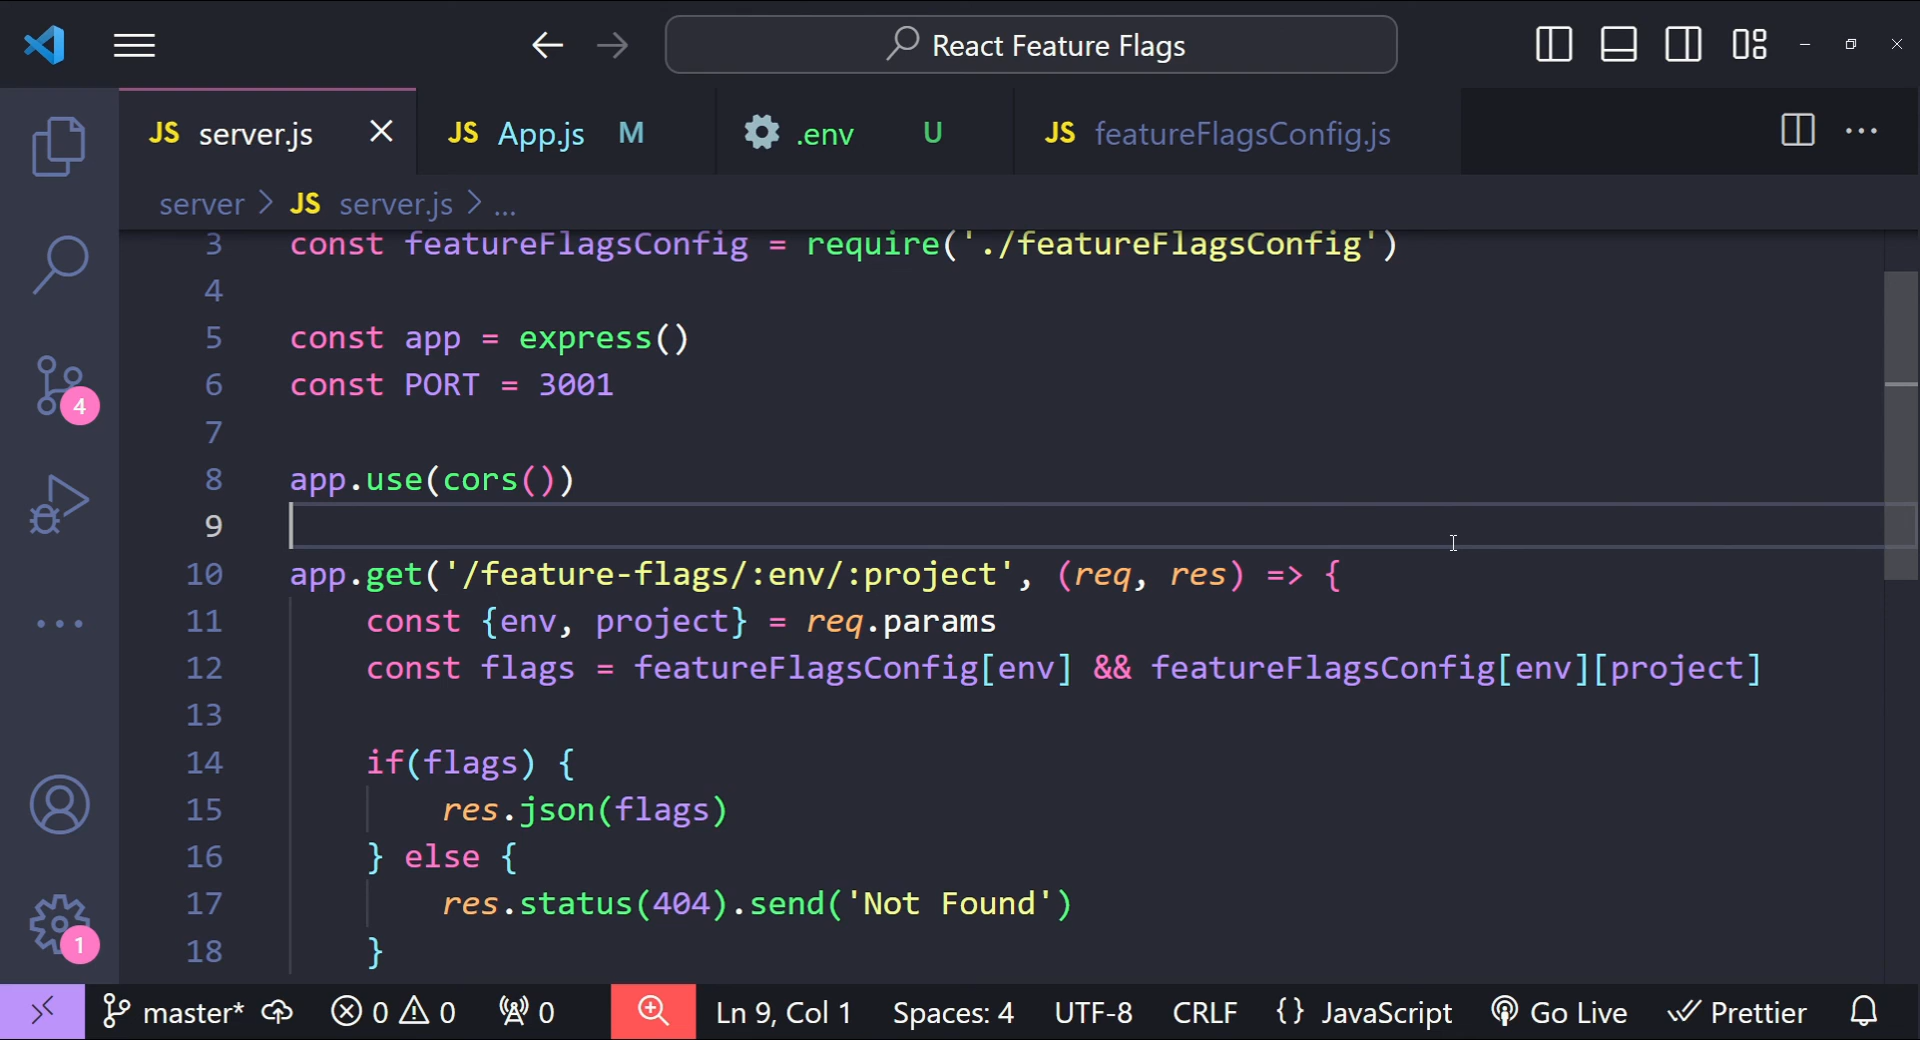 React Feature Flags
JS server.js JS App.js M .env U JS featureFlagsConfig.js
server > JS server.js > ...
3 const featureFlagsConfig = require('./featureFlagsConfig')
4
5 const app = express()
6 const PORT = 3001
7
8 app.use(cors())
9
10 app.get('/feature-flags/:env/:project', (req, res) => {
11 const {env, project} = req.params
12 const flags = featureFlagsConfig[env] && featureFlagsConfig[env][project]
13
14 if(flags) {
15 res.json(flags)
16 } else {
17 res.status(404).send('Not Found')
18 }
4
1
master* 0 0 0 Ln 9, Col 1 Spaces: 4 UTF-8 CRLF {} JavaScript Go Live Prettier